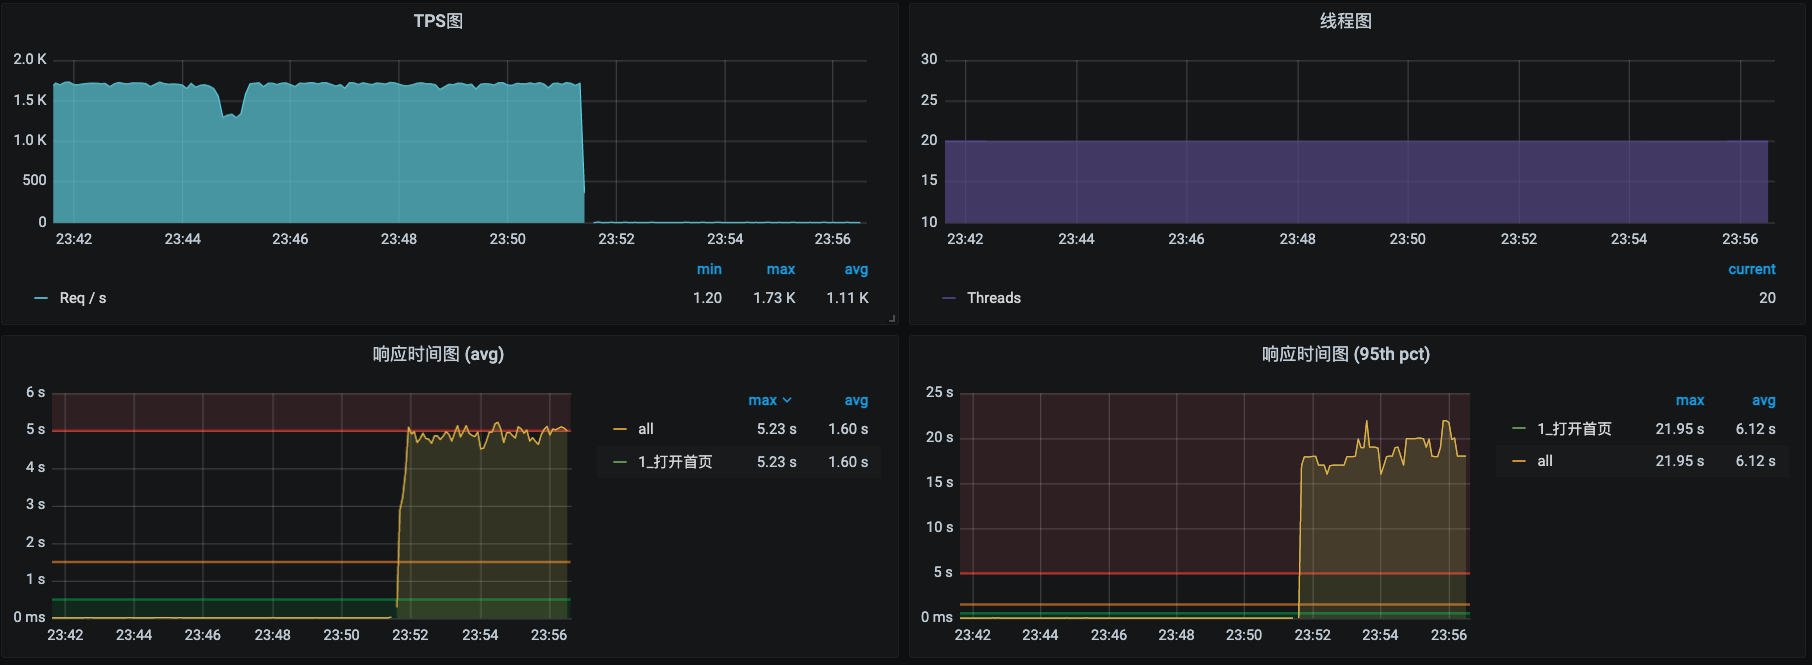 TPS图
2.0 K
1.5 K
1.0 K
500
0
23:42 23:44 23:46 23:48 23:50 23:52 23:54 23:56
min max avg
Req / s 1.20 1.73 K 1.11 K
线程图
30
25
20
15
10
23:42 23:44 23:46 23:48 23:50 23:52 23:54 23:56
current
Threads 20
响应时间图 (avg)
6 s
5 s
4 s
3 s
2 s
1 s
0 ms
23:42 23:44 23:46 23:48 23:50 23:52 23:54 23:56
max avg
all 5.23 s 1.60 s
1_打开首页 5.23 s 1.60 s
响应时间图 (95th pct)
25 s
20 s
15 s
10 s
5 s
0 ms
23:42 23:44 23:46 23:48 23:50 23:52 23:54 23:56
max avg
1_打开首页 21.95 s 6.12 s
all 21.95 s 6.12 s